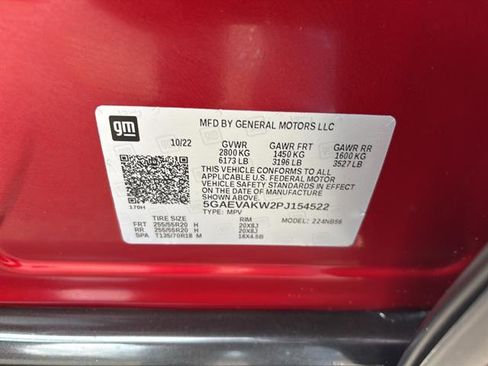 gm
MFD BY GENERAL MOTORS LLC
10/22 GVWR GAWR FRT GAWR RR
2800 KG 1450 KG 1600 KG
6173 LB 3196 LB 3527 LB
THIS VEHICLE CONFORMS TO ALL
APPLICABLE U.S. FEDERAL MOTOR
VEHICLE SAFETY STANDARDS IN EFFECT
ON THE DATE OF MANUFACTURE
SHOWN ABOVE.
170H 5GAEVAKW2PJ154522
TYPE: MPV MODEL: 224NB56
TIRE SIZE RIM
FRT 255/55R20 H 20X8J
RR 255/55R20 H 20X8J
SPA T135/70R18 M 18X4.5B